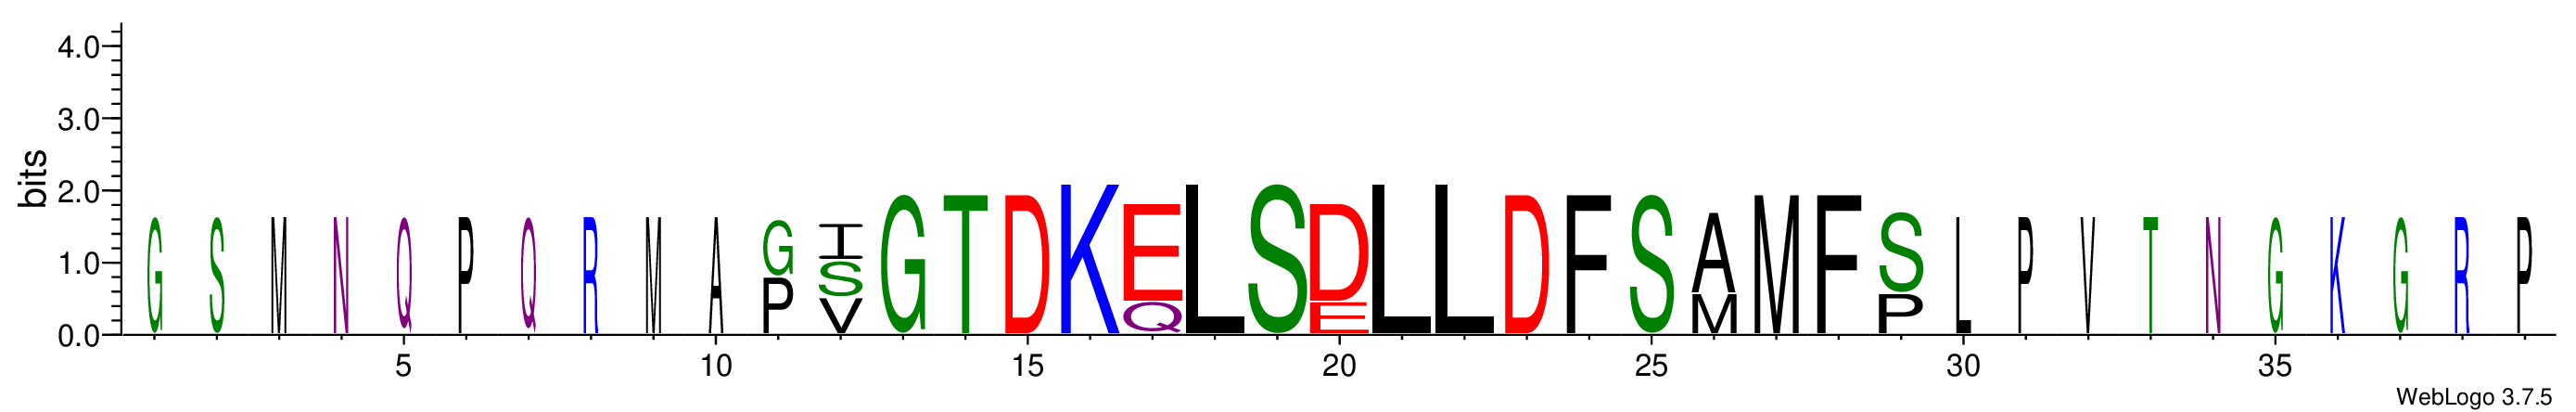 4.0
3.0
2.0
1.0
0.0
bits
G S M N Q P Q R M A G I G T D K E L S D L L D F S A M F S L P V T N G K G R P
P S Q E M P
V
5 10 15 20 25 30 35
WebLogo 3.7.5